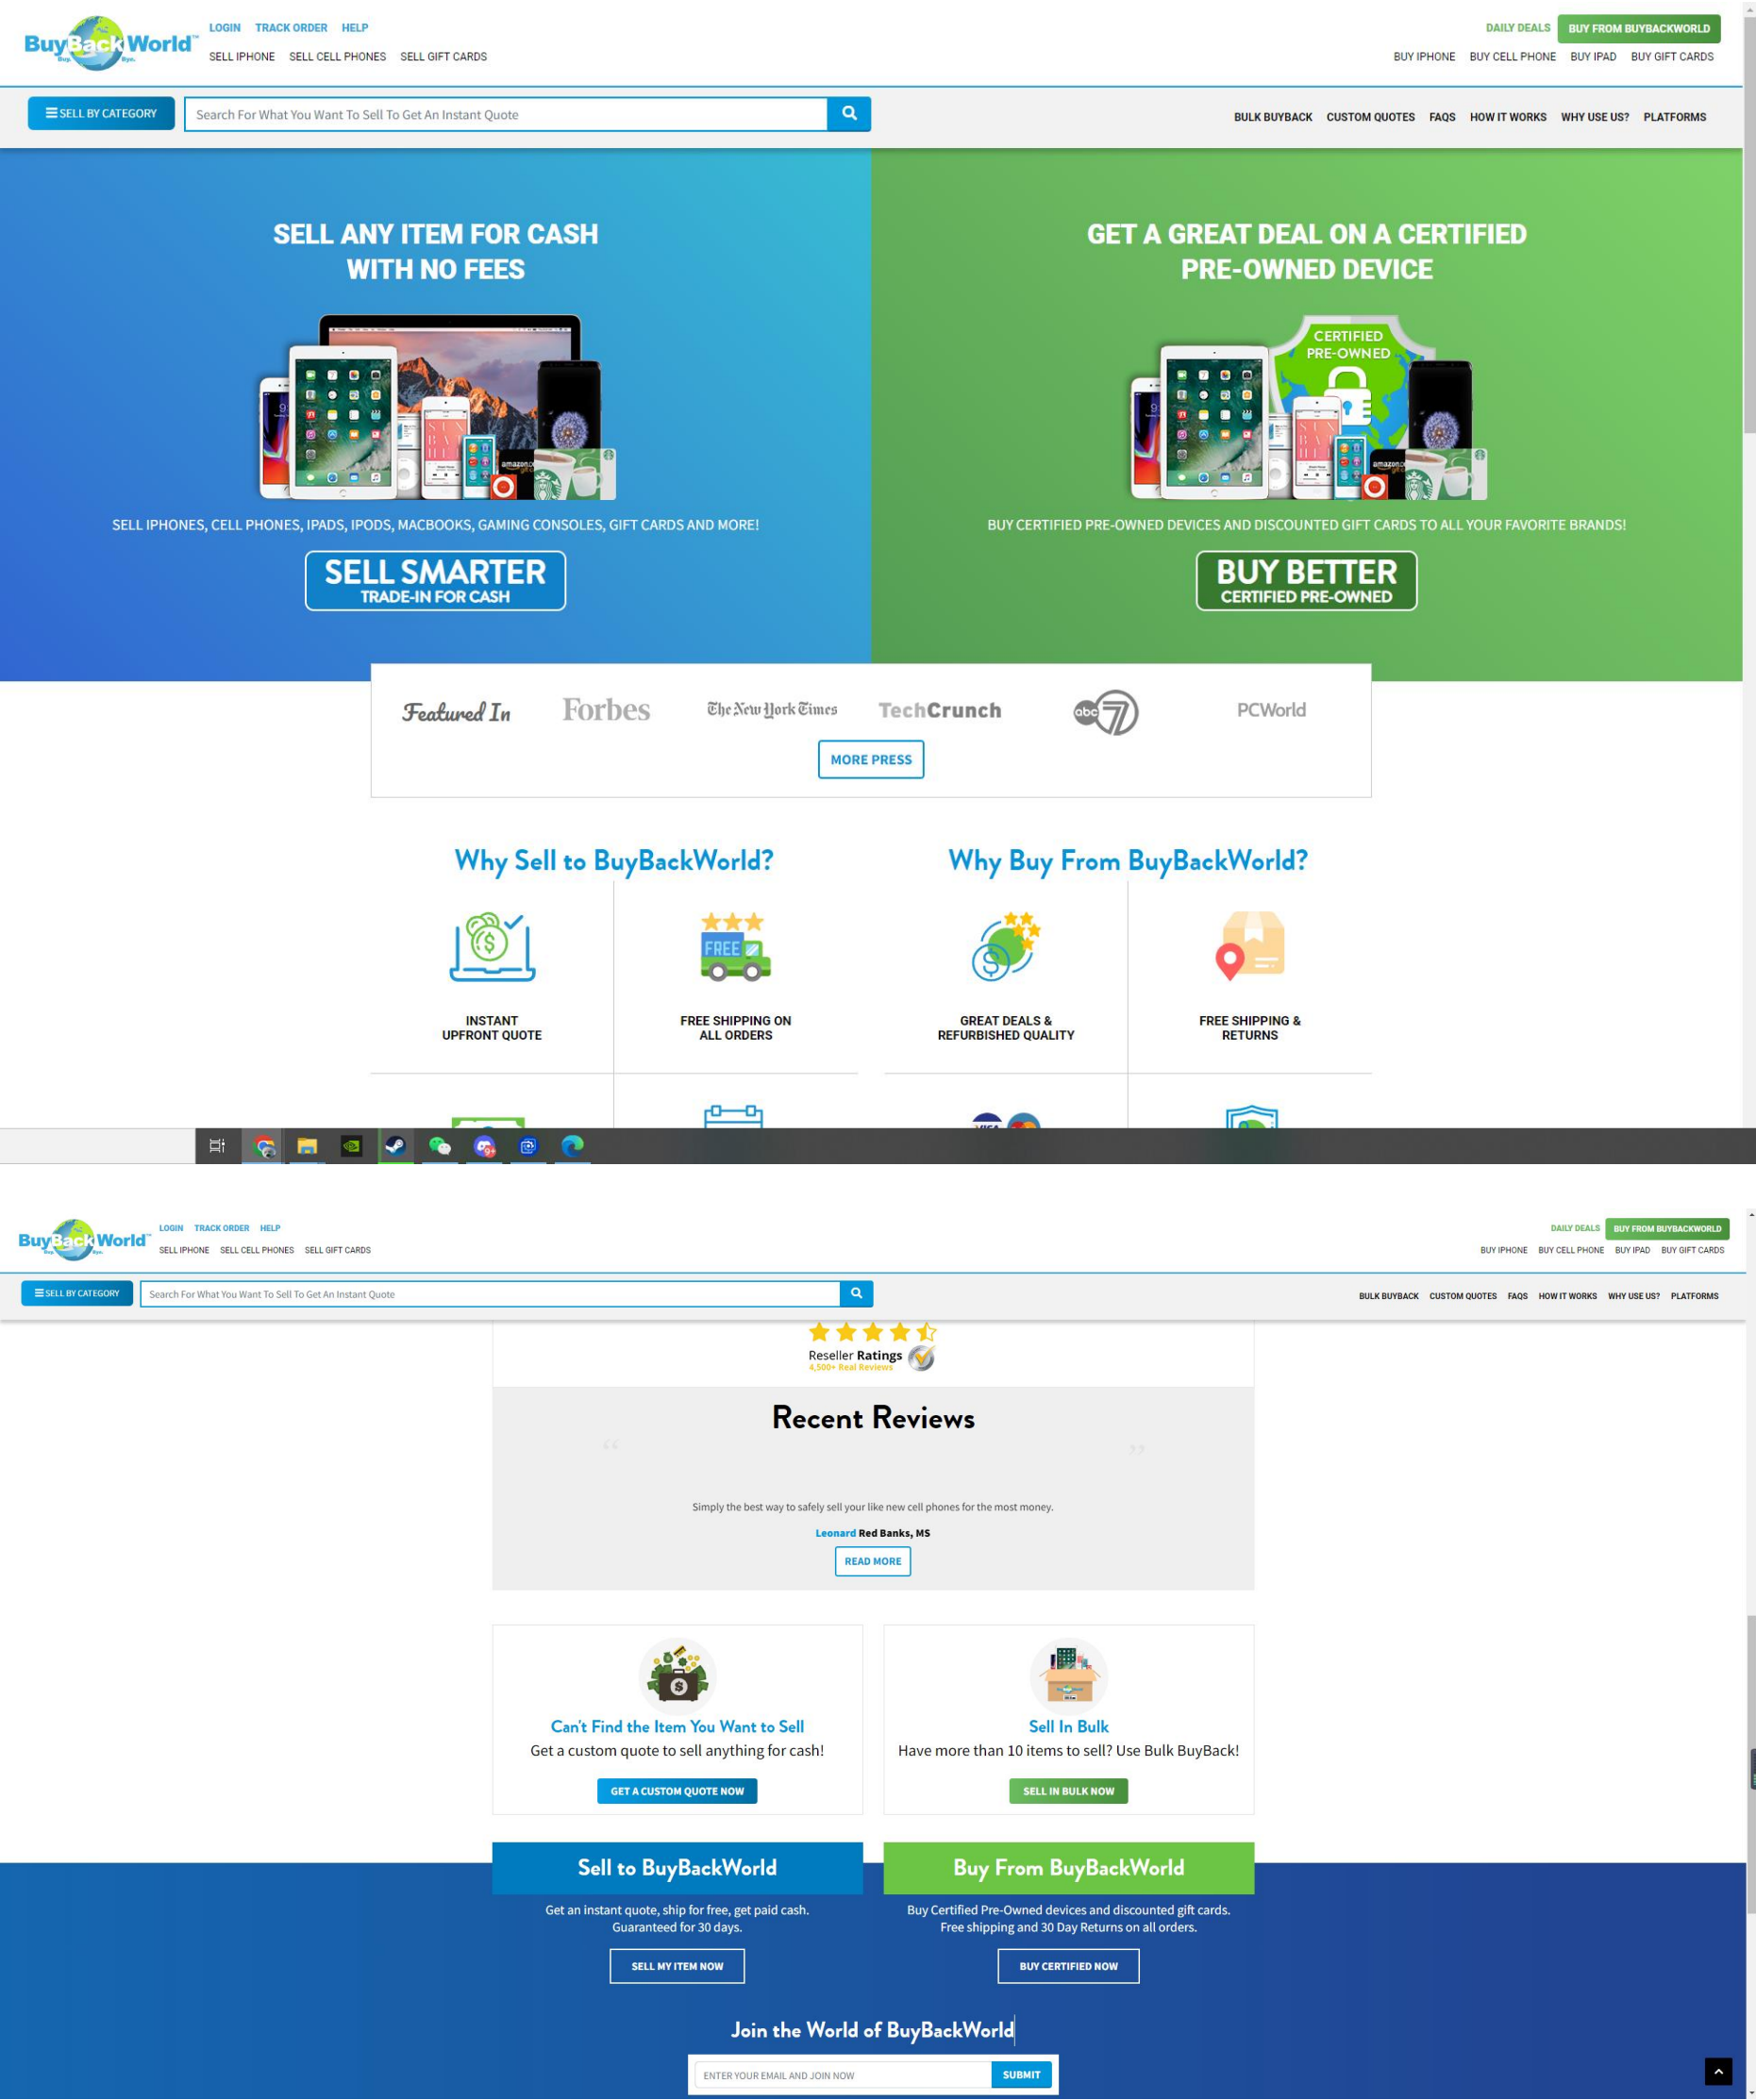 BuyBackWorld™
Buy. Bye.
LOGIN TRACK ORDER HELP
SELL IPHONE SELL CELL PHONES SELL GIFT CARDS
DAILY DEALS BUY FROM BUYBACKWORLD
BUY IPHONE BUY CELL PHONE BUY IPAD BUY GIFT CARDS
SELL BY CATEGORY
Search For What You Want To Sell To Get An Instant Quote
BULK BUYBACK CUSTOM QUOTES FAQS HOW IT WORKS WHY USE US? PLATFORMS
SELL ANY ITEM FOR CASH
WITH NO FEES
amazon
SELL IPHONES, CELL PHONES, IPADS, IPODS, MACBOOKS, GAMING CONSOLES, GIFT CARDS AND MORE!
SELL SMARTER
TRADE-IN FOR CASH
GET A GREAT DEAL ON A CERTIFIED
PRE-OWNED DEVICE
CERTIFIED
PRE-OWNED
amazon
BUY CERTIFIED PRE-OWNED DEVICES AND DISCOUNTED GIFT CARDS TO ALL YOUR FAVORITE BRANDS!
BUY BETTER
CERTIFIED PRE-OWNED
Featured In Forbes The New York Times TechCrunch abc 7 PCWorld
MORE PRESS
Why Sell to BuyBackWorld?
FREE
INSTANT
UPFRONT QUOTE
FREE SHIPPING ON
ALL ORDERS
Why Buy From BuyBackWorld?
GREAT DEALS &
REFURBISHED QUALITY
FREE SHIPPING &
RETURNS
VISA
BuyBackWorld™
Buy. Bye.
LOGIN TRACK ORDER HELP
SELL IPHONE SELL CELL PHONES SELL GIFT CARDS
DAILY DEALS BUY FROM BUYBACKWORLD
BUY IPHONE BUY CELL PHONE BUY IPAD BUY GIFT CARDS
SELL BY CATEGORY
Search For What You Want To Sell To Get An Instant Quote
BULK BUYBACK CUSTOM QUOTES FAQS HOW IT WORKS WHY USE US? PLATFORMS
Reseller Ratings
4,500+ Real Reviews
Recent Reviews
“ ”
Simply the best way to safely sell your like new cell phones for the most money.
Leonard Red Banks, MS
READ MORE
Can't Find the Item You Want to Sell
Get a custom quote to sell anything for cash!
GET A CUSTOM QUOTE NOW
Sell In Bulk
Have more than 10 items to sell? Use Bulk BuyBack!
SELL IN BULK NOW
Sell to BuyBackWorld
Get an instant quote, ship for free, get paid cash.
Guaranteed for 30 days.
SELL MY ITEM NOW
Buy From BuyBackWorld
Buy Certified Pre-Owned devices and discounted gift cards.
Free shipping and 30 Day Returns on all orders.
BUY CERTIFIED NOW
Join the World of BuyBackWorld
ENTER YOUR EMAIL AND JOIN NOW
SUBMIT